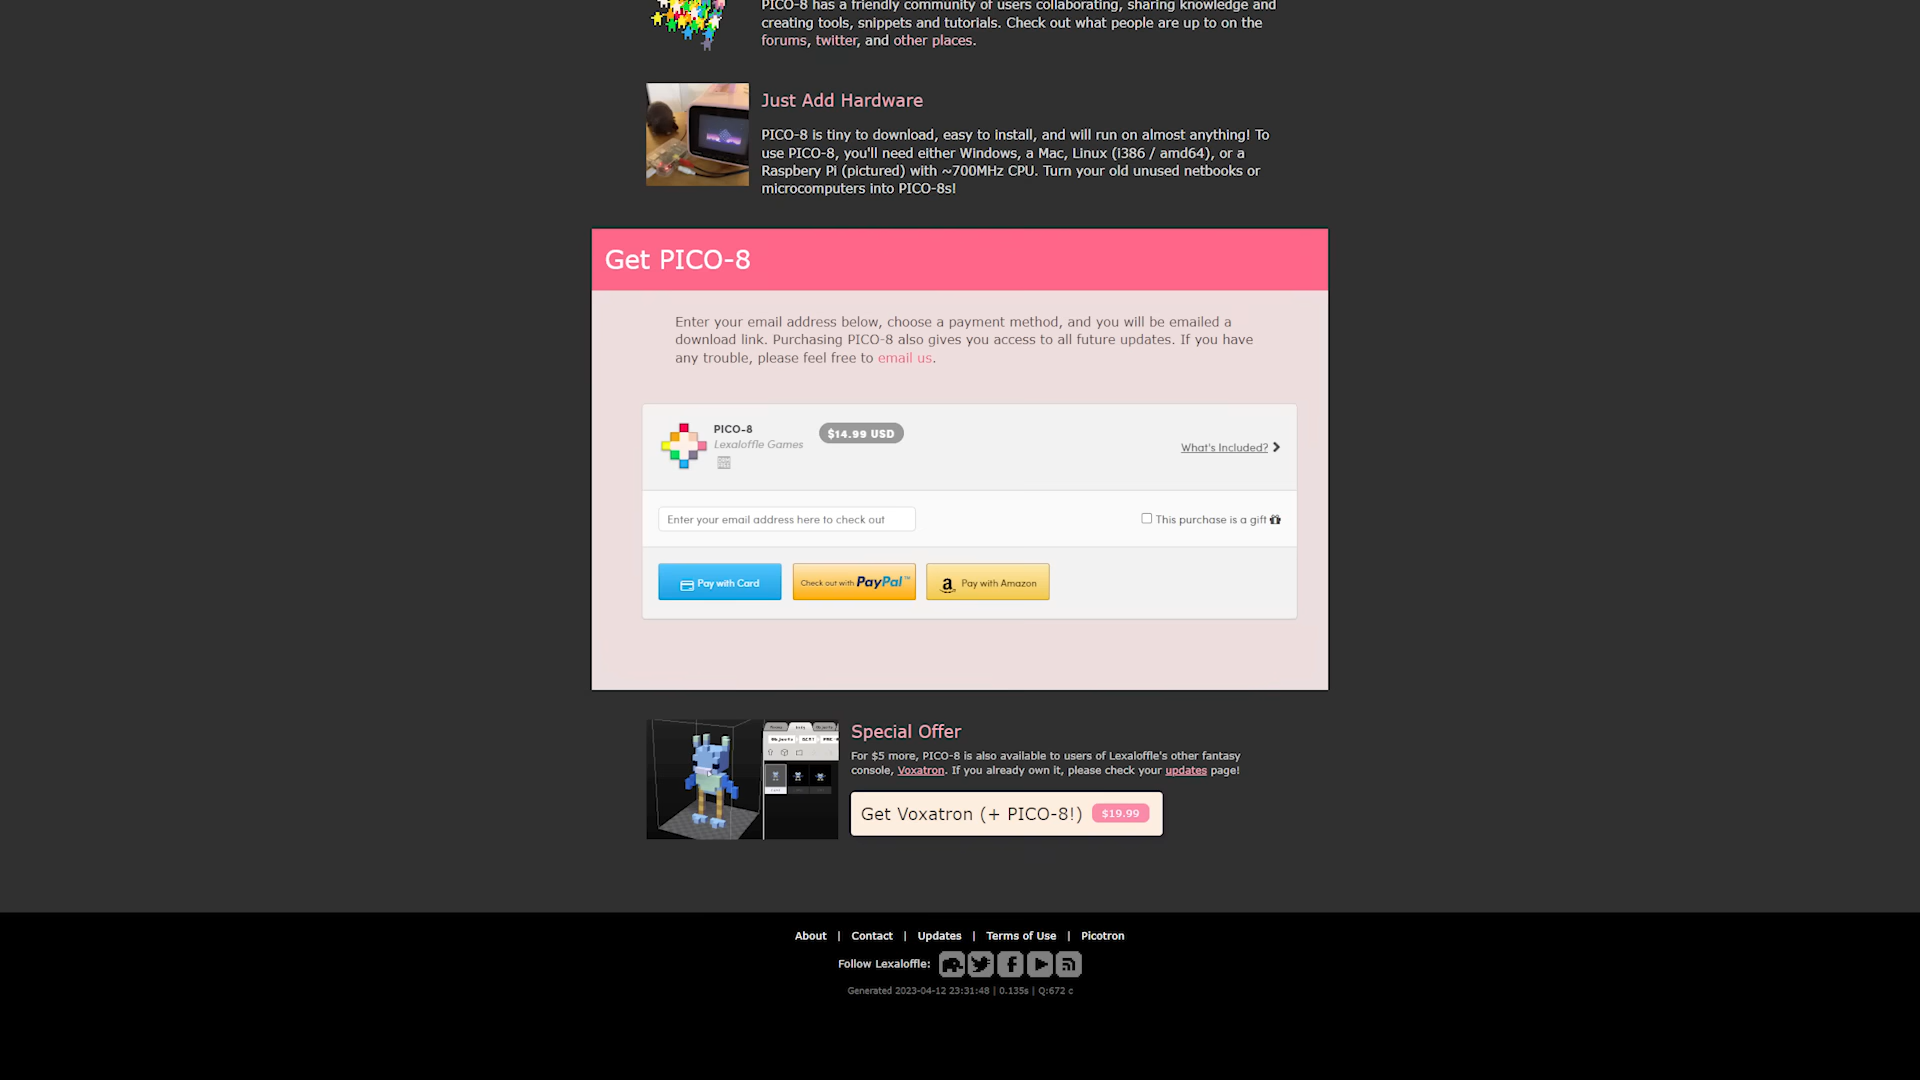 PICO-8 has a friendly community of users collaborating, sharing knowledge and
creating tools, snippets and tutorials. Check out what people are up to on the
forums, twitter, and other places.
Just Add Hardware
PICO-8 is tiny to download, easy to install, and will run on almost anything! To
use PICO-8, you'll need either Windows, a Mac, Linux (i386 / amd64), or a
Raspbery Pi (pictured) with ~700MHz CPU. Turn your old unused netbooks or
microcomputers into PICO-8s!
Get PICO-8
Enter your email address below, choose a payment method, and you will be emailed a
download link. Purchasing PICO-8 also gives you access to all future updates. If you have
any trouble, please feel free to email us.
PICO-8
$14.99 USD
Lexaloffle Games
What's Included?
Enter your email address here to check out
This purchase is a gift
Pay with Card
Check out with PayPal™
a Pay with Amazon
Special Offer
For $5 more, PICO-8 is also available to users of Lexaloffle's other fantasy
console, Voxatron. If you already own it, please check your updates page!
Get Voxatron (+ PICO-8!) $19.99
About | Contact | Updates | Terms of Use | Picotron
Follow Lexaloffle:
Generated 2023-04-12 23:31:48 | 0.135s | Q:672 c